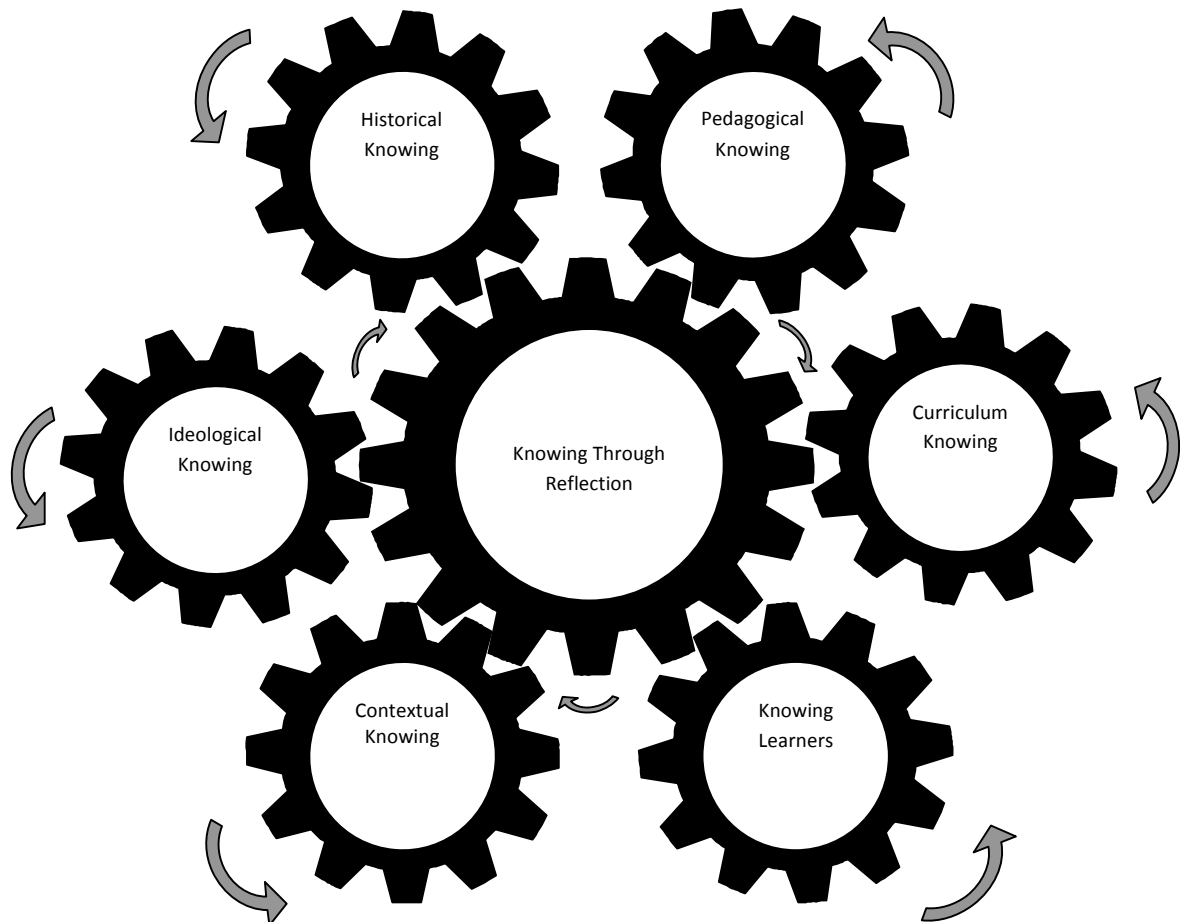 Historical
Knowing
Pedagogical
Knowing
Ideological
Knowing
Knowing Through
Reflection
Curriculum
Knowing
Contextual
Knowing
Knowing
Learners